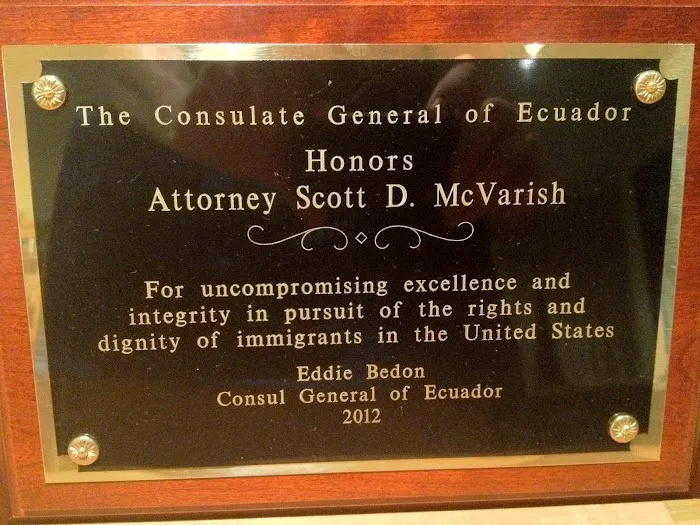 The Consulate General of Ecuador
Honors
Attorney Scott D. McVarish
For uncompromising excellence and
integrity in pursuit of the rights and
dignity of immigrants in the United States
Eddie Bedon
Consul General of Ecuador
2012